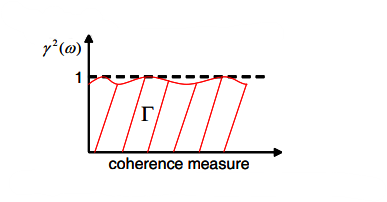 γ²(ω)
1
Γ
coherence measure